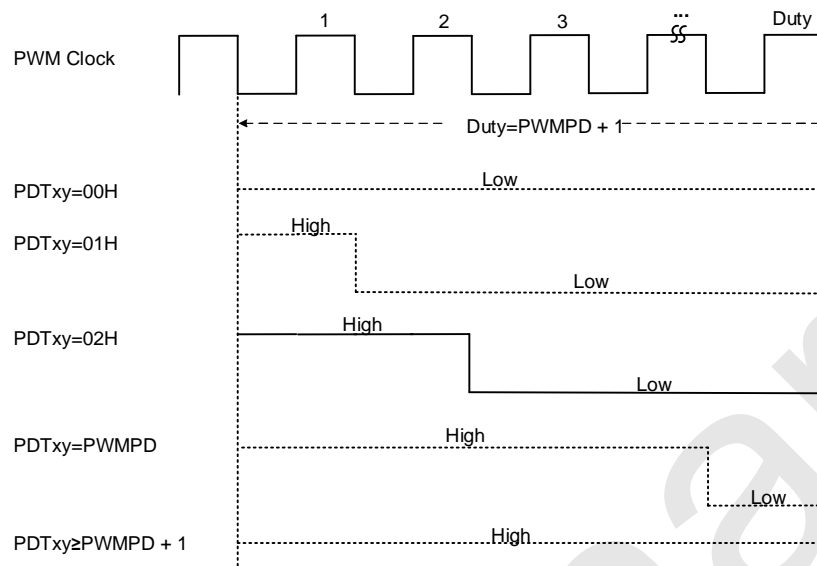 1 2 3 ... Duty
PWM Clock
Duty=PWMPD + 1
PDTxy=00H Low
PDTxy=01H High
Low
PDTxy=02H High
Low
PDTxy=PWMPD High
Low
PDTxy≥PWMPD + 1 High